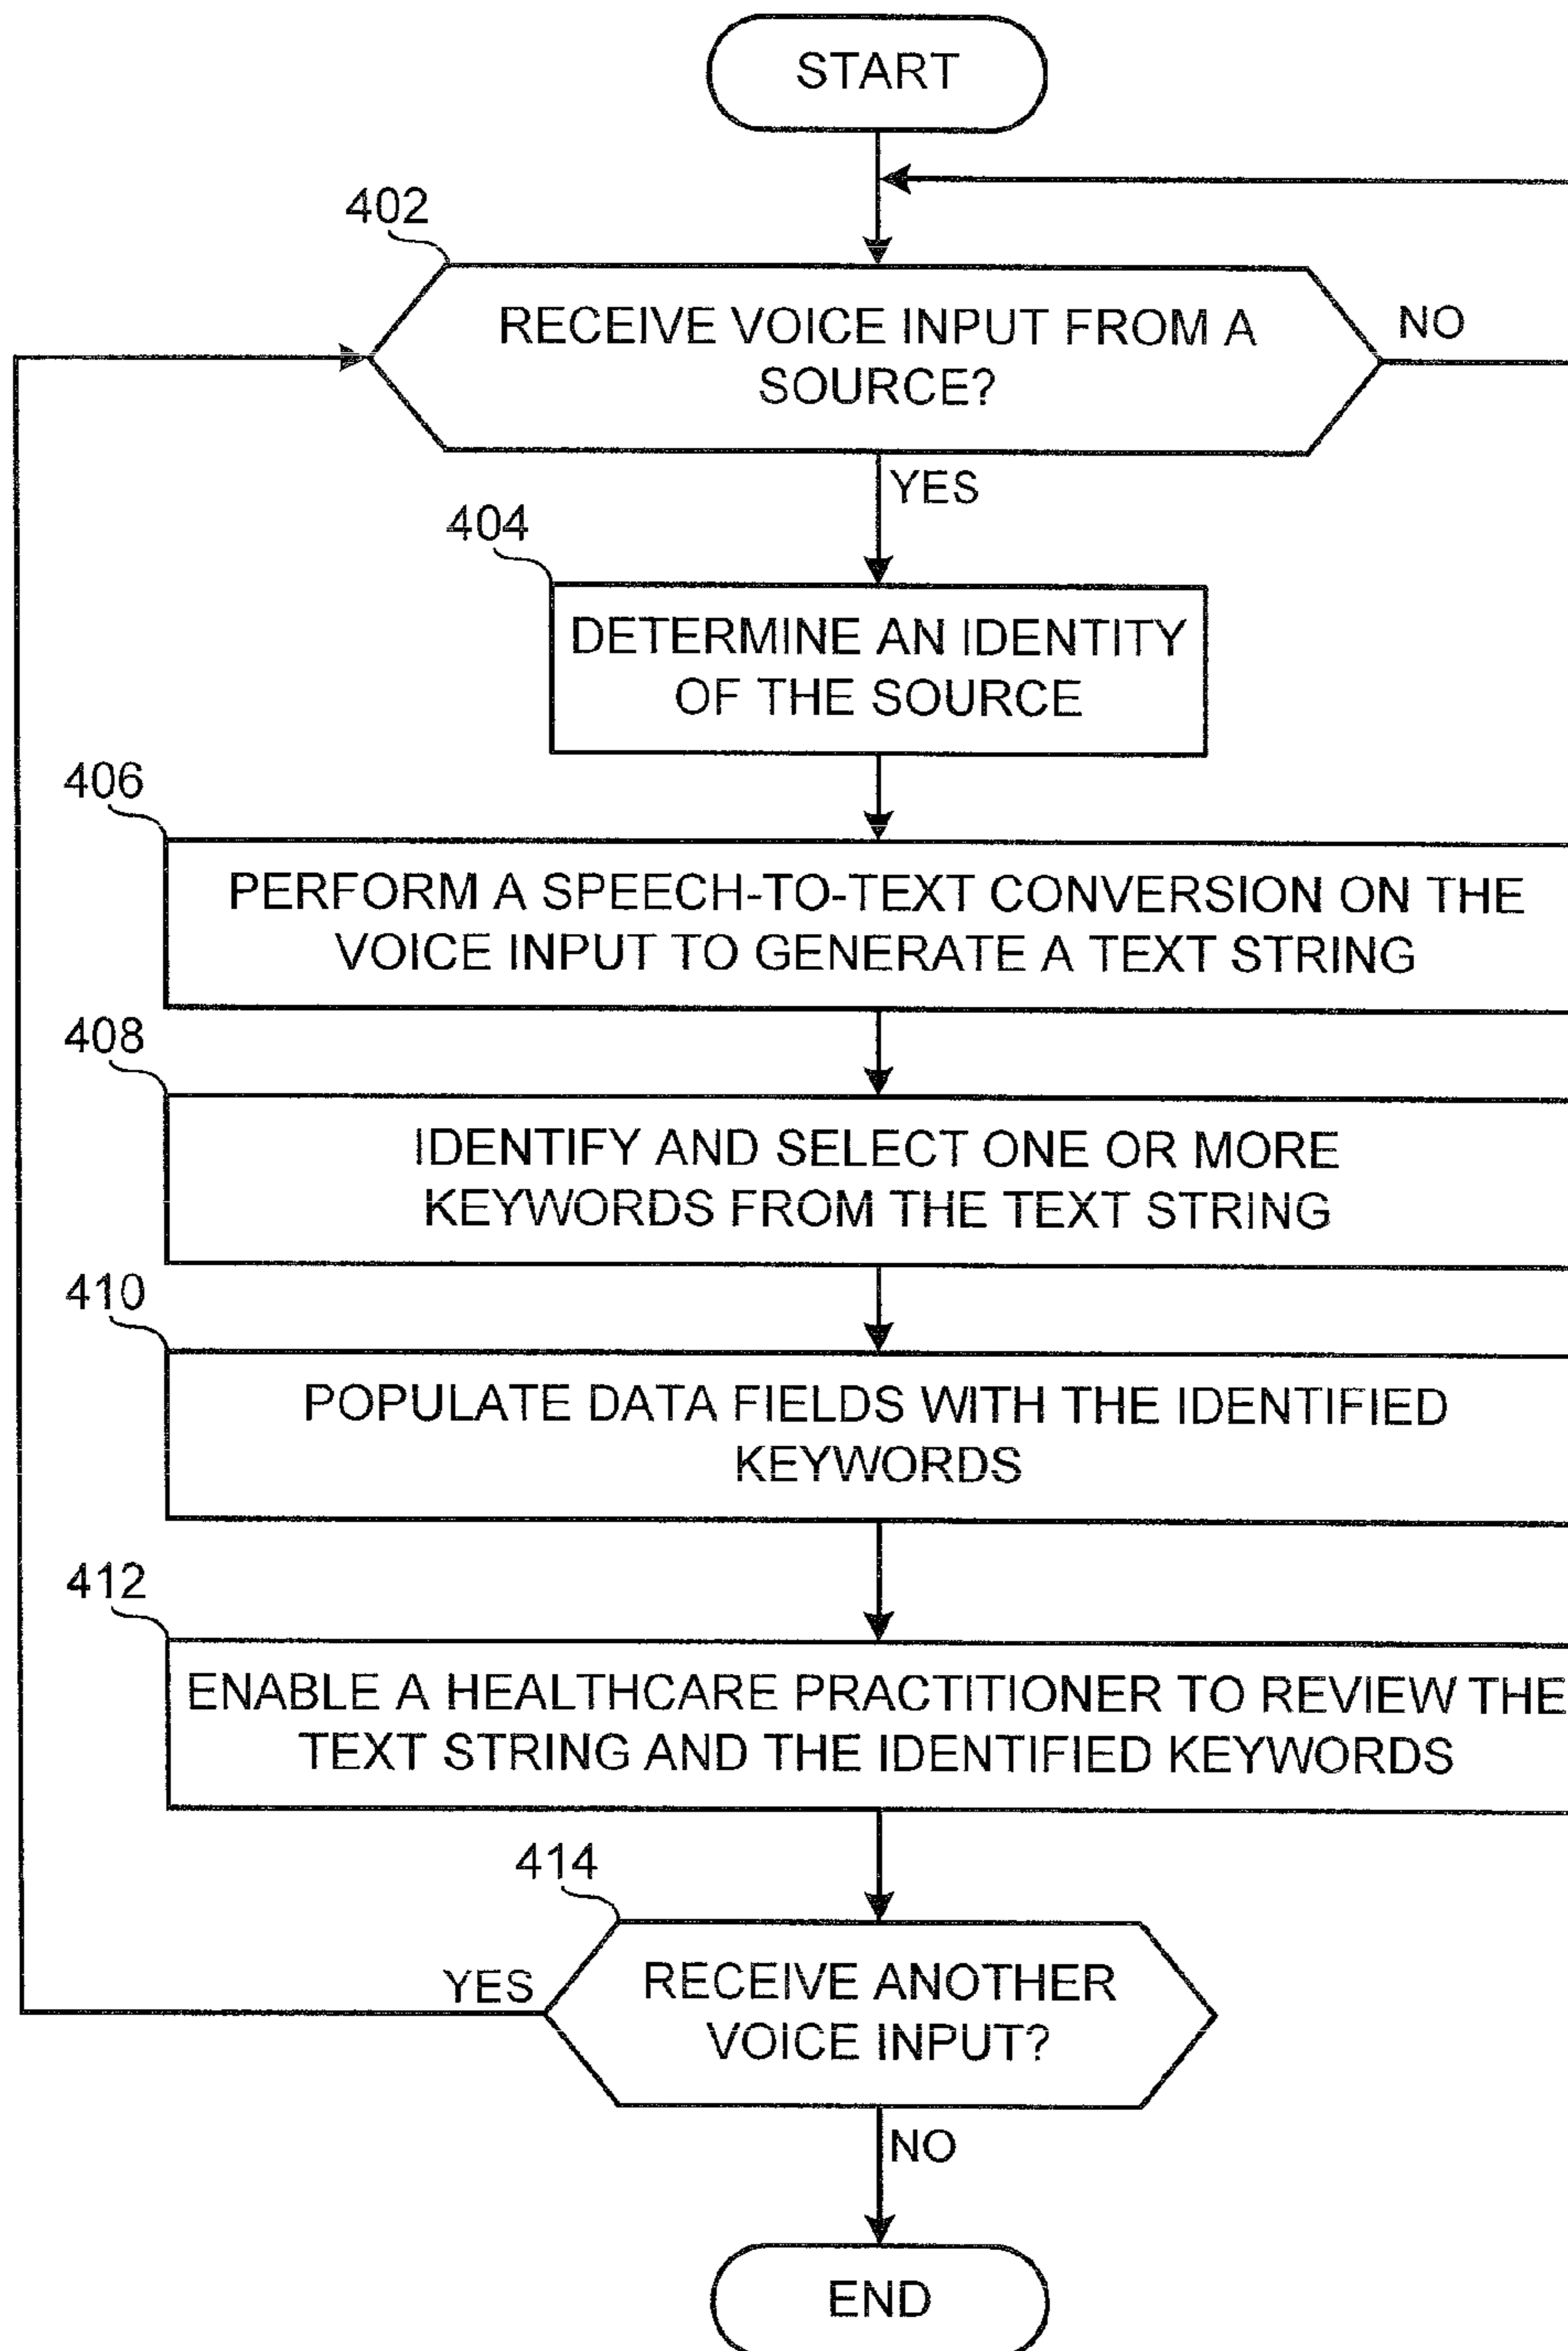 START
402
RECEIVE VOICE INPUT FROM A
SOURCE?
NO
YES
404
DETERMINE AN IDENTITY
OF THE SOURCE
406
PERFORM A SPEECH-TO-TEXT CONVERSION ON THE
VOICE INPUT TO GENERATE A TEXT STRING
408
IDENTIFY AND SELECT ONE OR MORE
KEYWORDS FROM THE TEXT STRING
410
POPULATE DATA FIELDS WITH THE IDENTIFIED
KEYWORDS
412
ENABLE A HEALTHCARE PRACTITIONER TO REVIEW THE
TEXT STRING AND THE IDENTIFIED KEYWORDS
414
YES
RECEIVE ANOTHER
VOICE INPUT?
NO
END